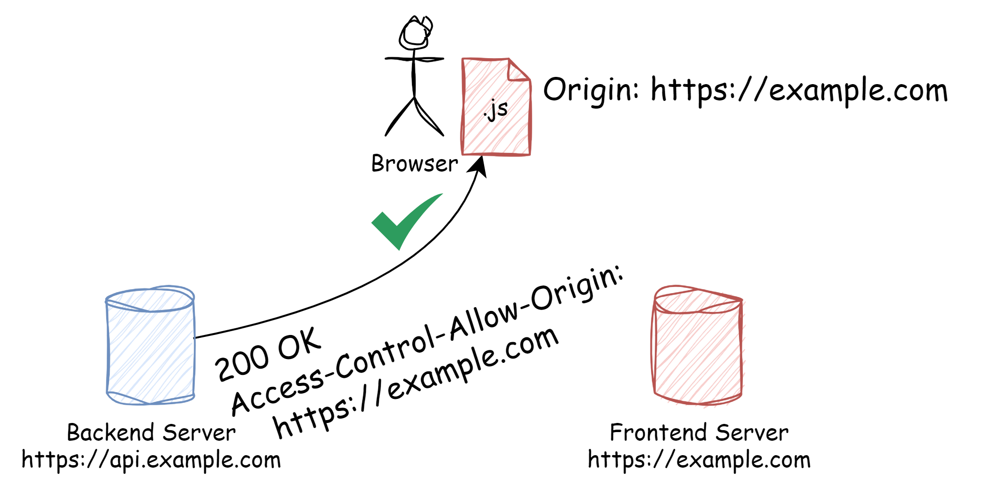 .js
Origin: https://example.com
Browser
200 OK
Access-Control-Allow-Origin:
https://example.com
Backend Server
https://api.example.com
Frontend Server
https://example.com